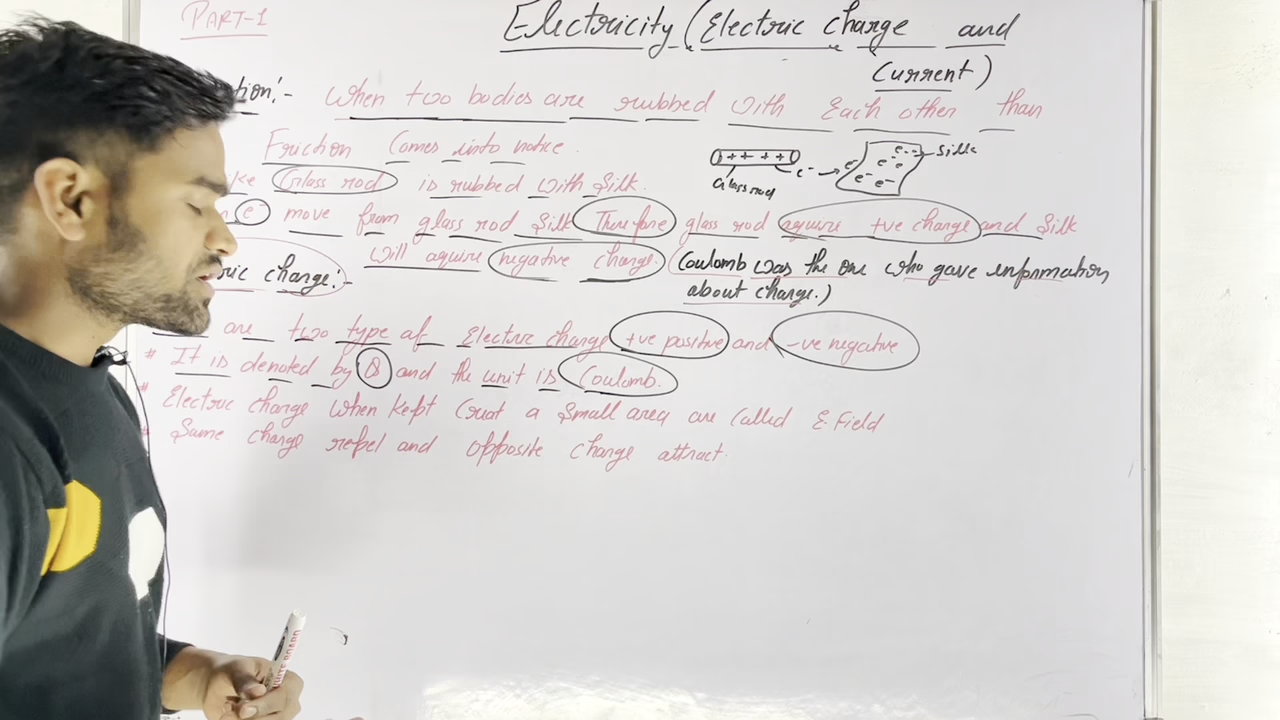 PART-1
Electricity (Electric charge and
Current)
tion:- When two bodies are rubbed with Each other than
Friction Comes into notice.
ke Glass rod is rubbed with Silk.
++ ++
Glass rod
e-
e-
e- -
e- e-
e- e-
Silk
e- move from glass rod Silk Therefore glass rod aquire +ve charge and Silk
will aquire negative charge. (Coulomb was the one who gave information
about charge.)
ric charge:-
are two type of Electric charge +ve positive and -ve negative
# It is denoted by Q and the unit is Coulomb.
Electric charge When Kept a Small area are Called E. Field
# Same charge repel and opposite charge attract.